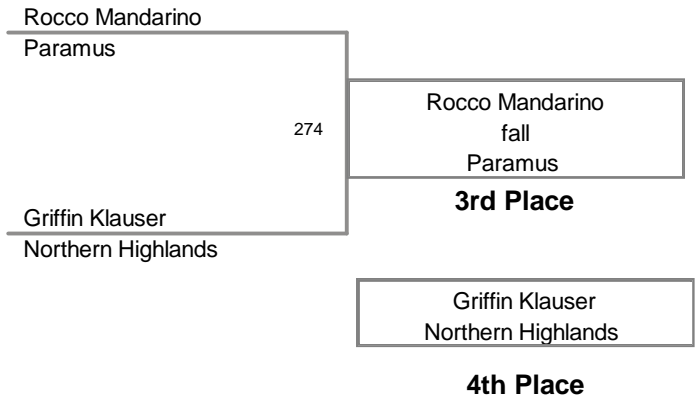 Rocco Mandarino
Paramus
274
Rocco Mandarino
fall
Paramus
3rd Place
Griffin Klauser
Northern Highlands
Griffin Klauser
Northern Highlands
4th Place